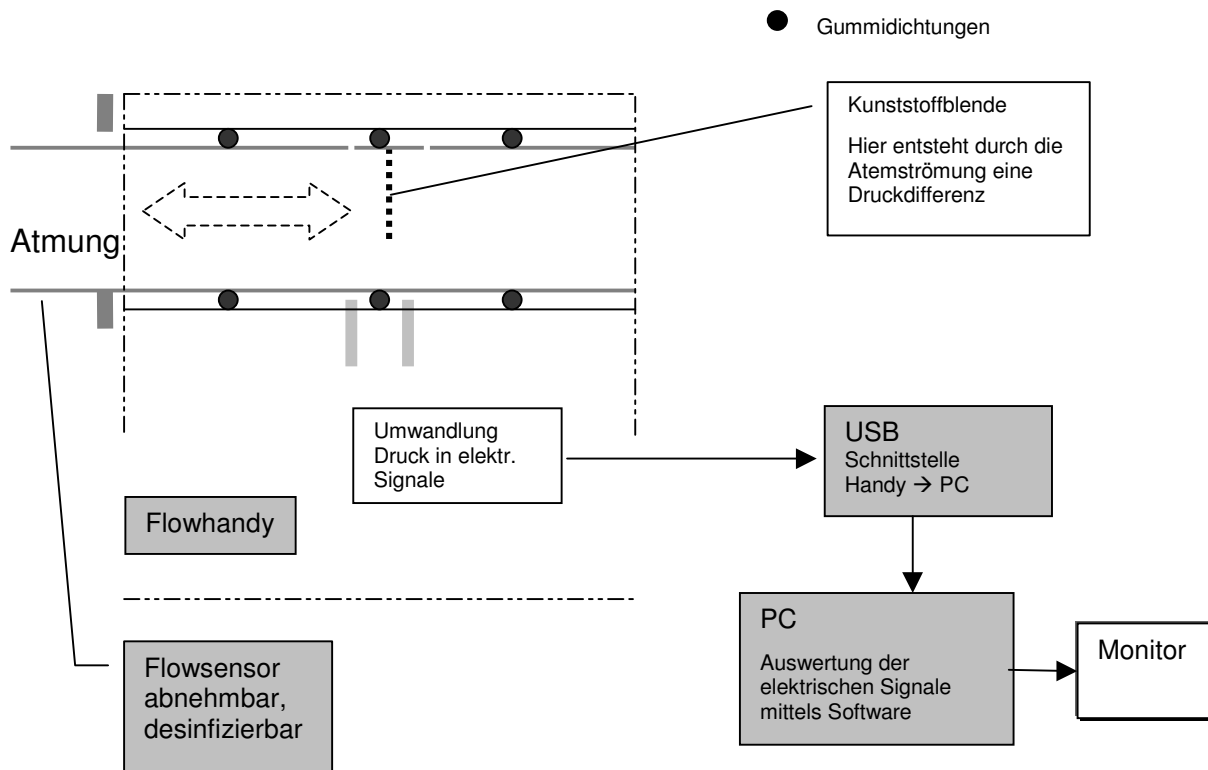 Gummidichtungen
Kunststoffblende
Hier entsteht durch die
Atemströmung eine
Druckdifferenz
Atmung
Umwandlung
Druck in elektr.
Signale
USB
Schnittstelle
Handy → PC
Flowhandy
PC
Auswertung der
elektrischen Signale
mittels Software
Monitor
Flowsensor
abnehmbar,
desinfizierbar